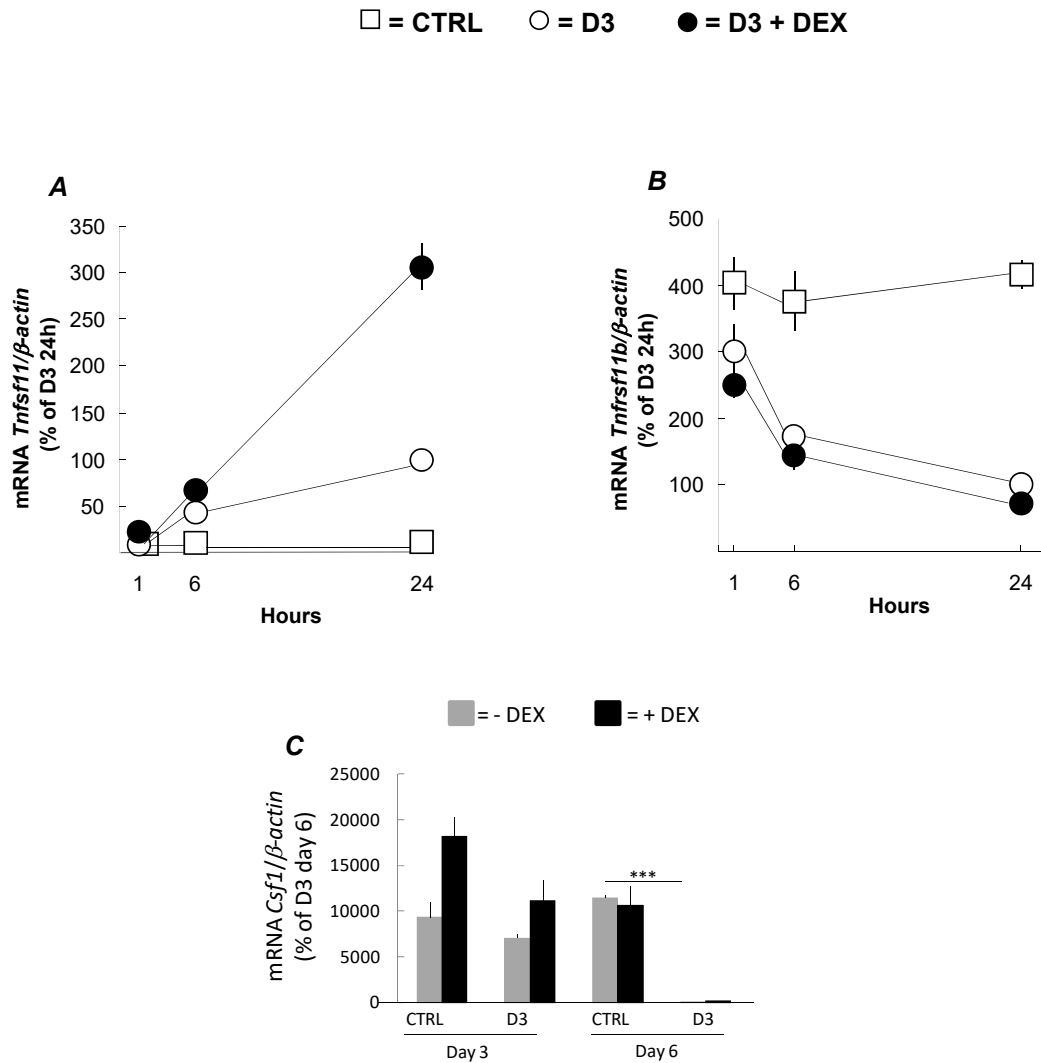 = CTRL = D3 = D3 + DEX
A
mRNA Tnfsf11/β-actin
(% of D3 24h)
350
300
250
200
150
100
50
1 6 24
Hours
B
mRNA Tnfrsf11b/β-actin
(% of D3 24h)
500
400
300
200
100
1 6 24
Hours
= - DEX = + DEX
C
mRNA Csf1/β-actin
(% of D3 day 6)
25000
20000
15000
10000
5000
0
***
CTRL D3 CTRL D3
Day 3 Day 6